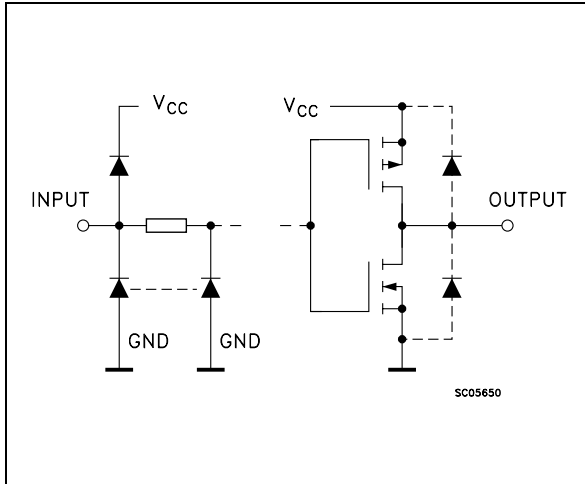 VCC
VCC
INPUT
OUTPUT
GND
GND
SC05650